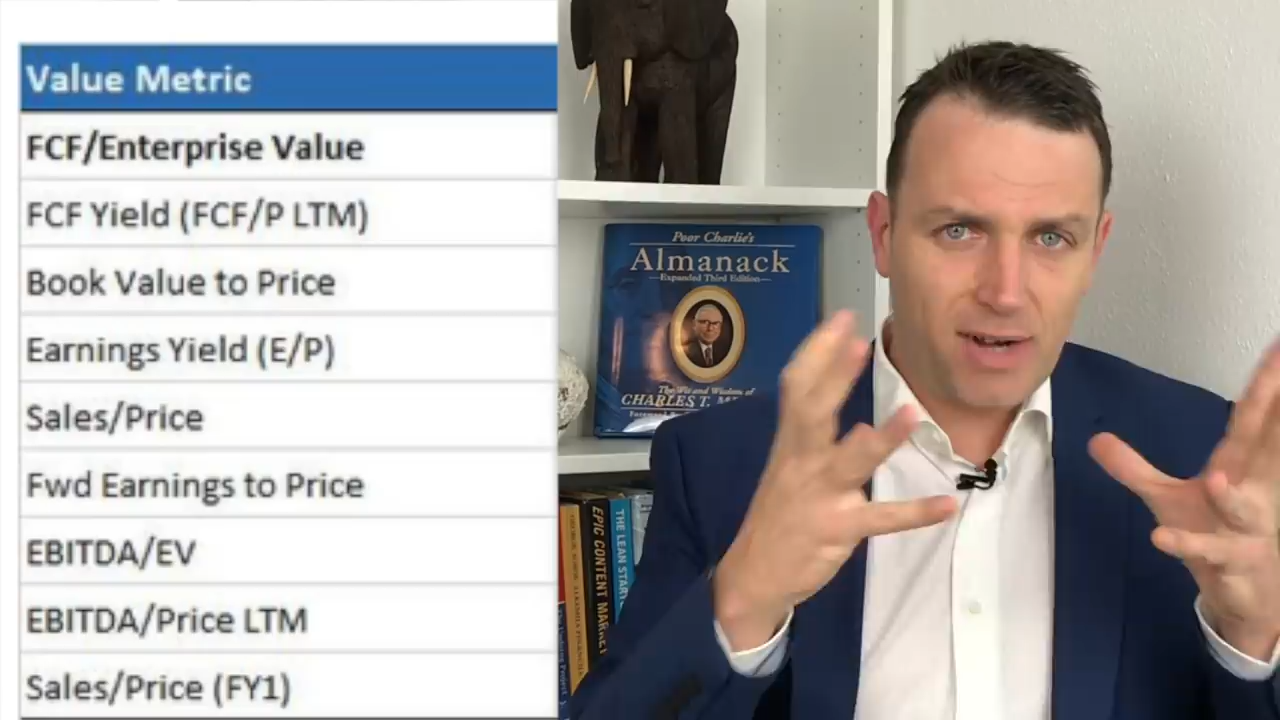 Value Metric
FCF/Enterprise Value
FCF Yield (FCF/P LTM)
Book Value to Price
Earnings Yield (E/P)
Sales/Price
Fwd Earnings to Price
EBITDA/EV
EBITDA/Price LTM
Sales/Price (FY1)
Poor Charlie's
Almanack
Expanded Third Edition
The Wit and Wisdom of
CHARLES T.
EPIC CONTENT
THE LEAN